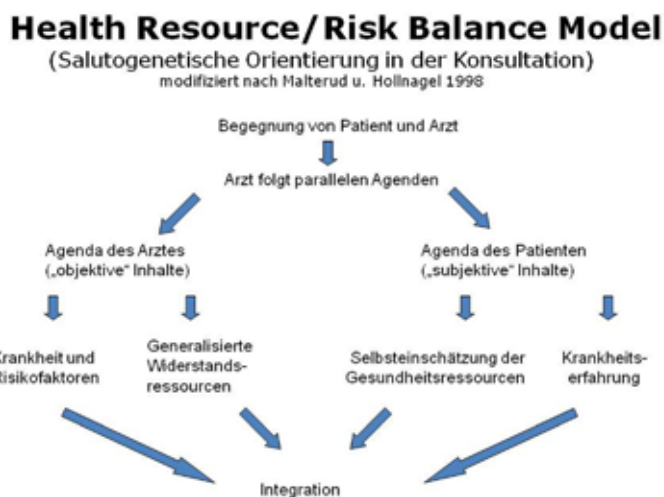 Health Resource/Risk Balance Model
(Salutogenetische Orientierung in der Konsultation)
modifiziert nach Malterud u. Hollnagel 1998
Begegnung von Patient und Arzt
Arzt folgt parallelen Agenden
Agenda des Arztes
(„objektive“ Inhalte)
Agenda des Patienten
(„subjektive“ Inhalte)
Krankheit und
Risikofaktoren
Generalisierte
Widerstands-
ressourcen
Selbsteinschätzung der
Gesundheitsressourcen
Krankheits-
erfahrung
Integration